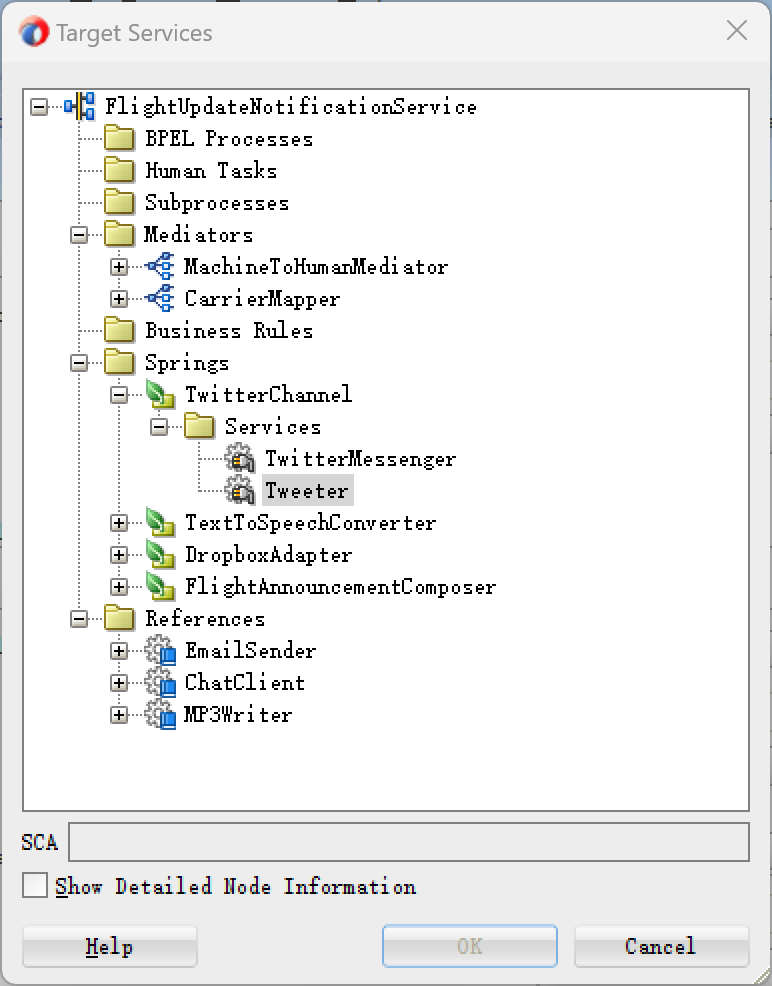 Target Services
FlightUpdateNotificationService
BPEL Processes
Human Tasks
Subprocesses
Mediators
MachineToHumanMediator
CarrierMapper
Business Rules
Springs
TwitterChannel
Services
TwitterMessenger
Tweeter
TextToSpeechConverter
DropboxAdapter
FlightAnnouncementComposer
References
EmailSender
ChatClient
MP3Writer
SCA
Show Detailed Node Information
Help OK Cancel